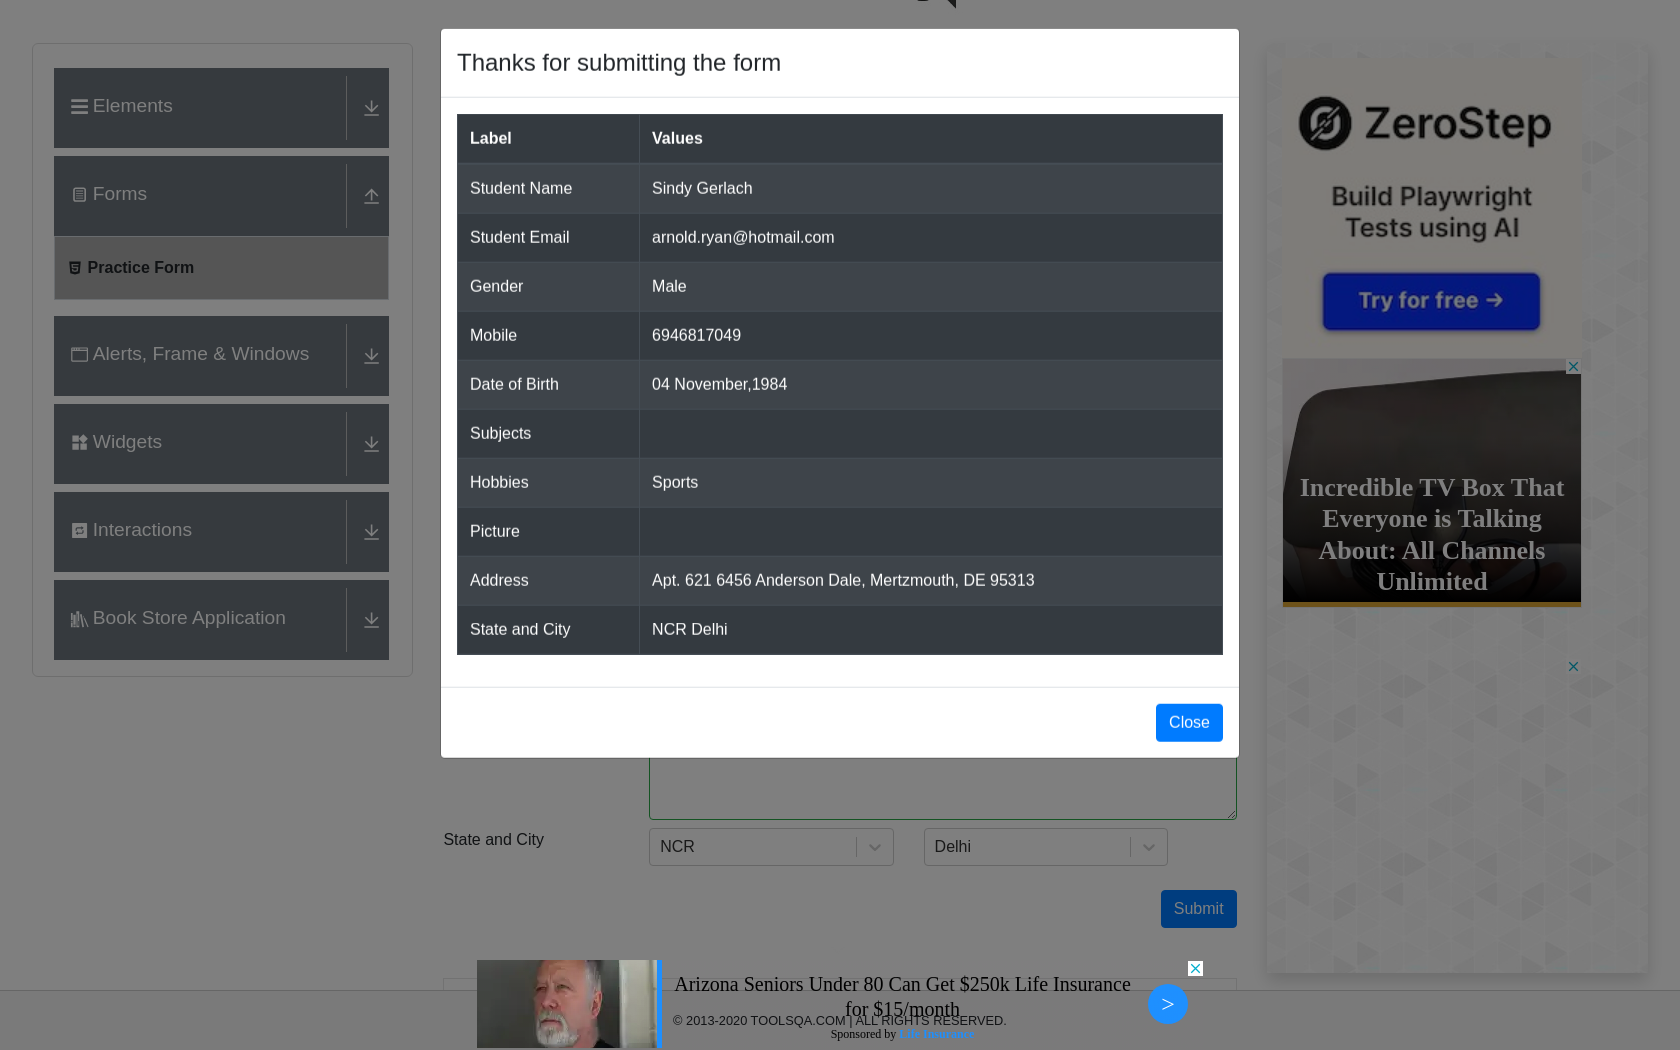 Thanks for submitting the form
Label Values
Student Name Sindy Gerlach
Student Email arnold.ryan@hotmail.com
Gender Male
Mobile 6946817049
Date of Birth 04 November,1984
Subjects
Hobbies Sports
Picture
Address Apt. 621 6456 Anderson Dale, Mertzmouth, DE 95313
State and City NCR Delhi
Close
Elements
Forms
Practice Form
Alerts, Frame & Windows
Widgets
Interactions
Book Store Application
State and City NCR Delhi
Submit
ZeroStep
Build Playwright
Tests using AI
Try for free →
Incredible TV Box That
Everyone is Talking
About: All Channels
Unlimited
Arizona Seniors Under 80 Can Get $250k Life Insurance
for $15/month
© 2013-2020 TOOLSQA.COM | ALL RIGHTS RESERVED.
Sponsored by Life Insurance